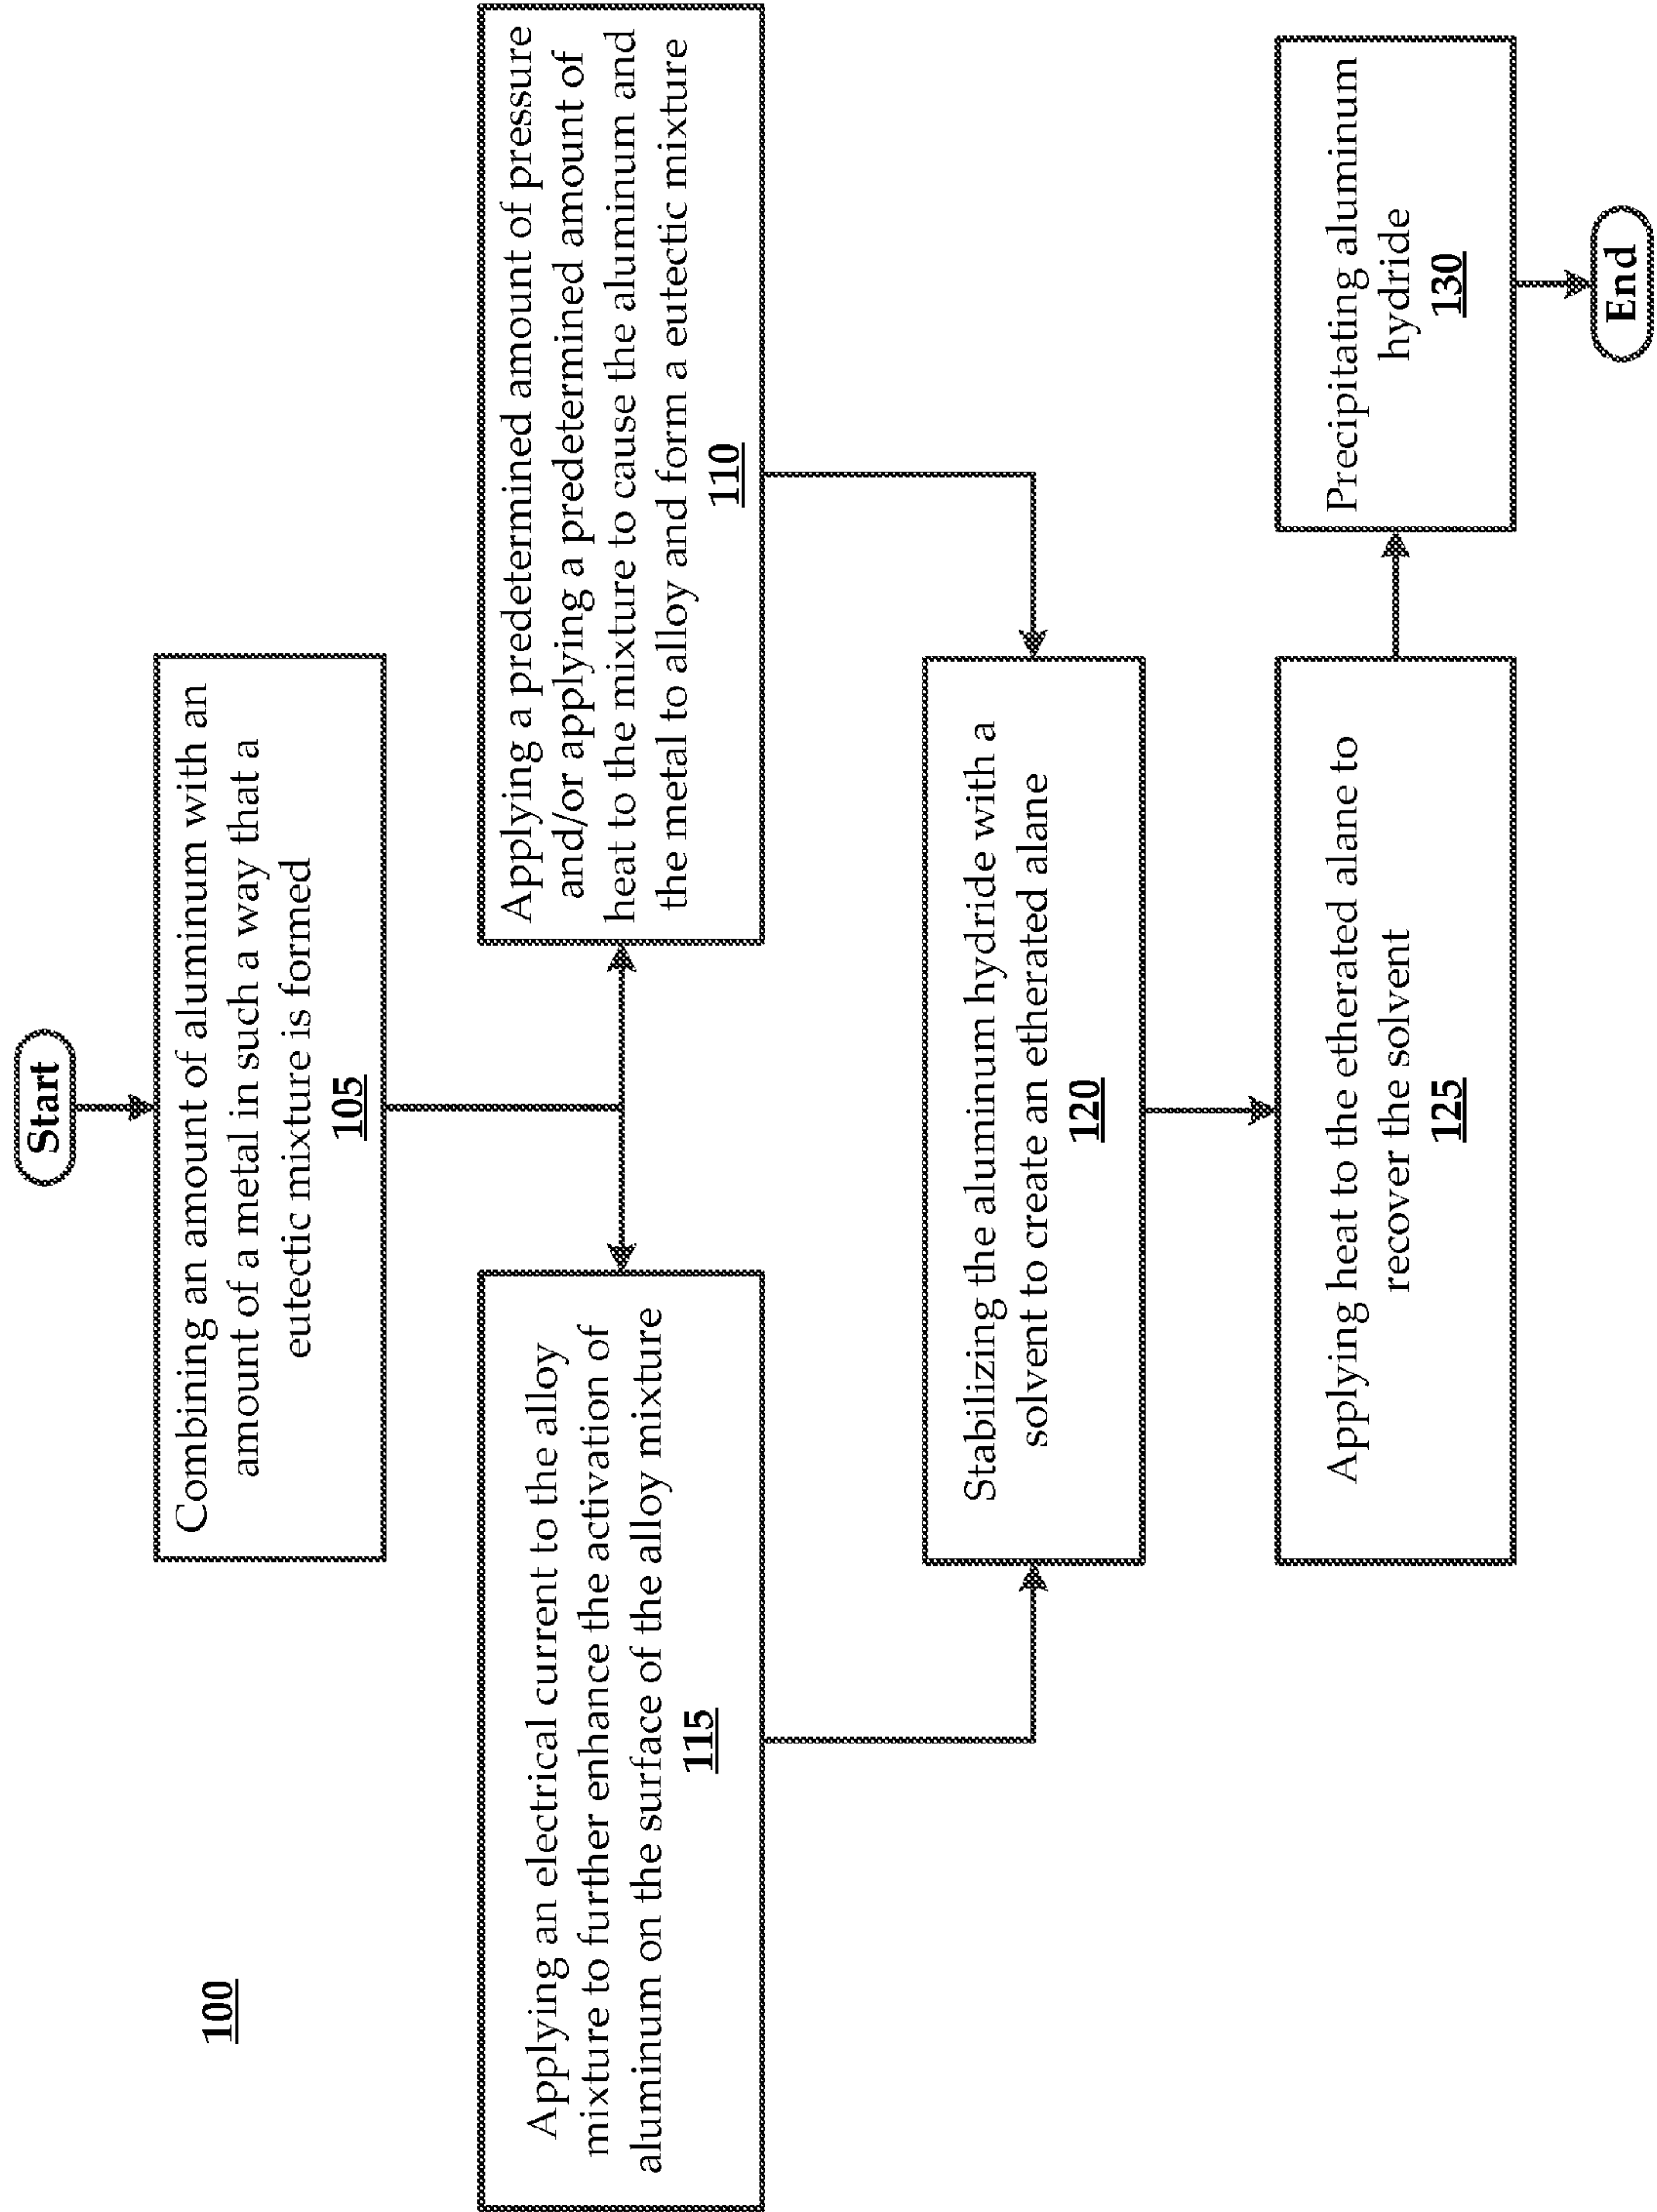 100
Start
Combining an amount of aluminum with an
amount of a metal in such a way that a
eutectic mixture is formed
105
Applying an electrical current to the alloy
mixture to further enhance the activation of
aluminum on the surface of the alloy mixture
115
Applying a predetermined amount of pressure
and/or applying a predetermined amount of
heat to the mixture to cause the aluminum and
the metal to alloy and form a eutectic mixture
110
Stabilizing the aluminum hydride with a
solvent to create an etherated alane
120
Applying heat to the etherated alane to
recover the solvent
125
Precipitating aluminum
hydride
130
End